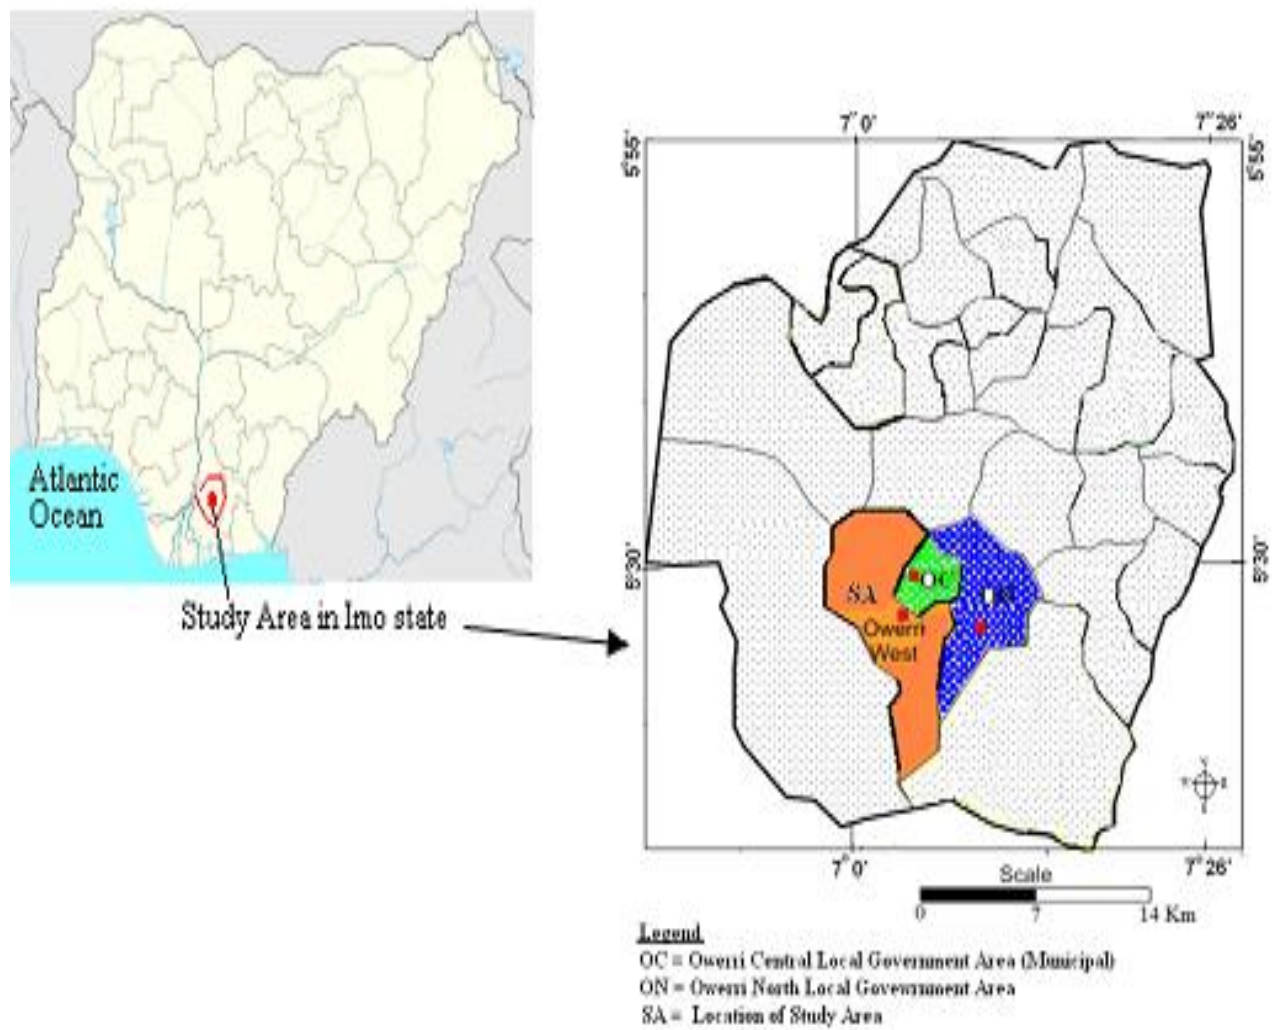 Atlantic
Ocean
Study Area in Imo state
7° 0'
7° 26'
5° 55'
5° 55'
5° 30'
5° 30'
SA
OC
Owerri
West
7° 0'
7° 26'
Scale
0 7 14 Km
Legend
OC = Owerri Central Local Government Area (Municipal)
ON = Owerri North Local Govewrnment Area
SA = Location of Study Area